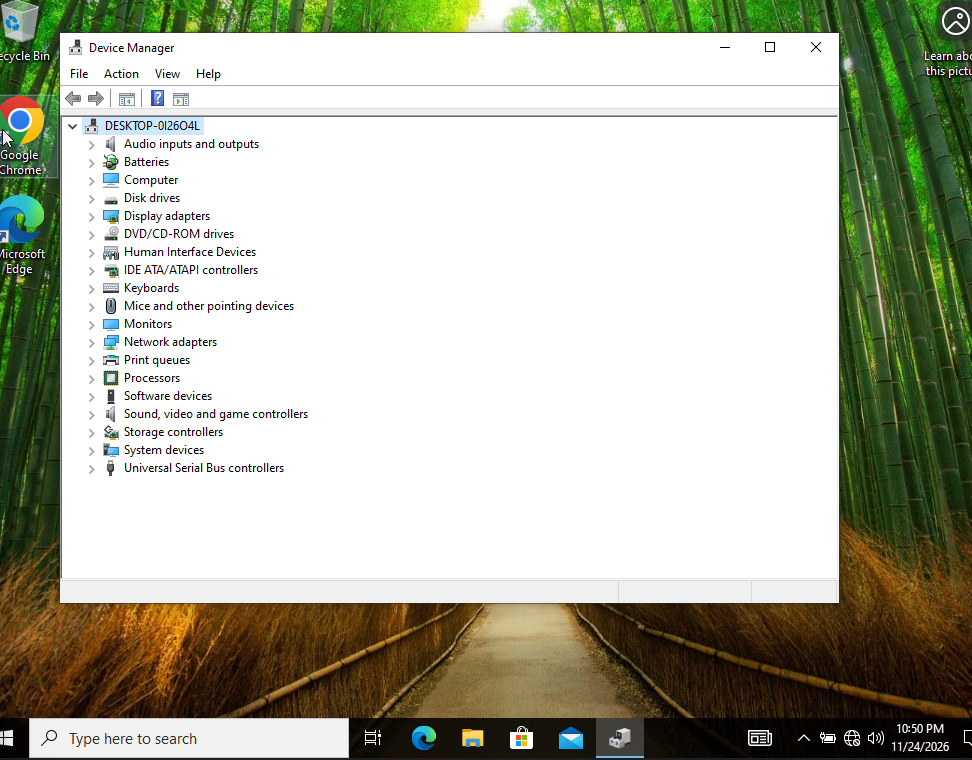 ecycle Bin
Google
Chrome
Microsoft
Edge
Device Manager
File Action View Help
DESKTOP-0I26O4L
Audio inputs and outputs
Batteries
Computer
Disk drives
Display adapters
DVD/CD-ROM drives
Human Interface Devices
IDE ATA/ATAPI controllers
Keyboards
Mice and other pointing devices
Monitors
Network adapters
Print queues
Processors
Software devices
Sound, video and game controllers
Storage controllers
System devices
Universal Serial Bus controllers
Learn abo
this pictu
Type here to search
10:50 PM
11/24/2026